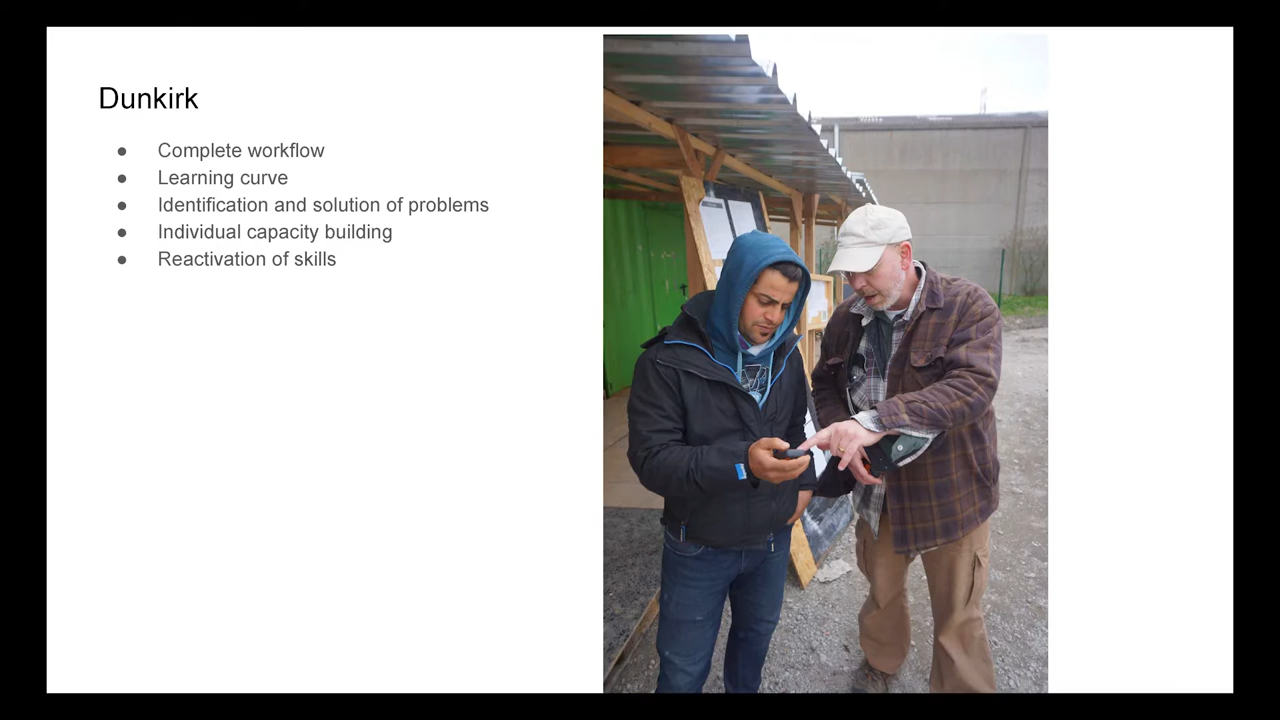 Dunkirk
● Complete workflow
● Learning curve
● Identification and solution of problems
● Individual capacity building
● Reactivation of skills